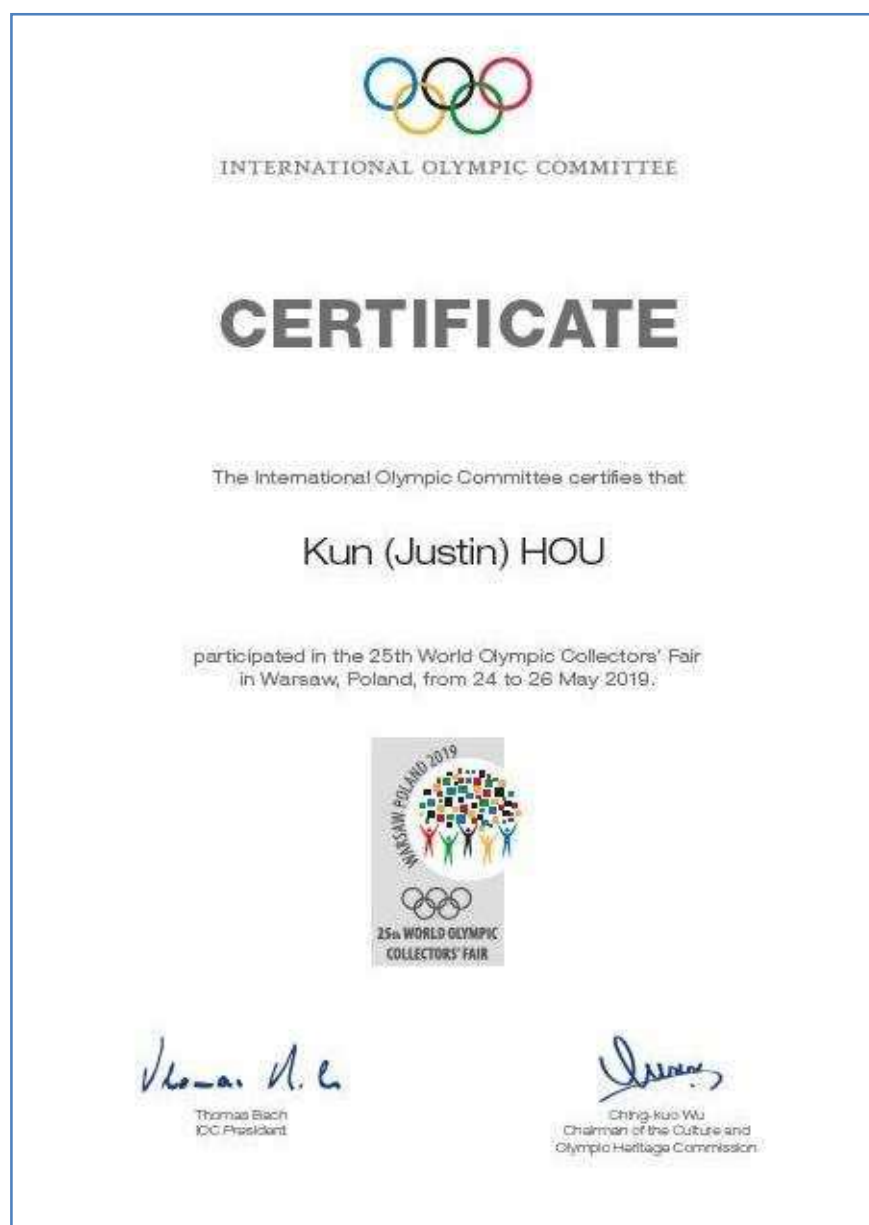 INTERNATIONAL OLYMPIC COMMITTEE
CERTIFICATE
The International Olympic Committee certifies that
Kun (Justin) HOU
participated in the 25th World Olympic Collectors' Fair
in Warsaw, Poland, from 24 to 26 May 2019.
WARSAW POLAND 2019
25th WORLD OLYMPIC
COLLECTORS' FAIR
Thomas Bach
IOC President
Ching-kuo Wu
Chairman of the Culture and
Olympic Heritage Commission